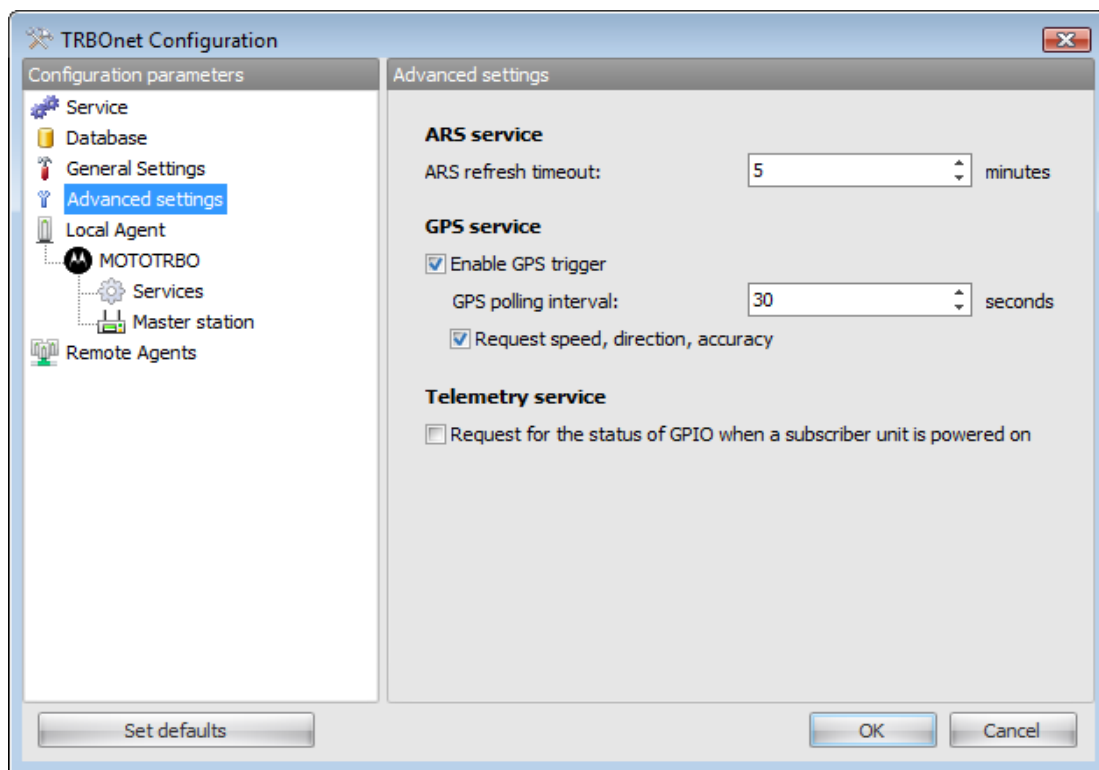 TRBOnet Configuration
Configuration parameters
Service
Database
General Settings
Advanced settings
Local Agent
MOTOTRBO
Services
Master station
Remote Agents
Advanced settings
ARS service
ARS refresh timeout: 5 minutes
GPS service
Enable GPS trigger
GPS polling interval: 30 seconds
Request speed, direction, accuracy
Telemetry service
Request for the status of GPIO when a subscriber unit is powered on
Set defaults
OK
Cancel